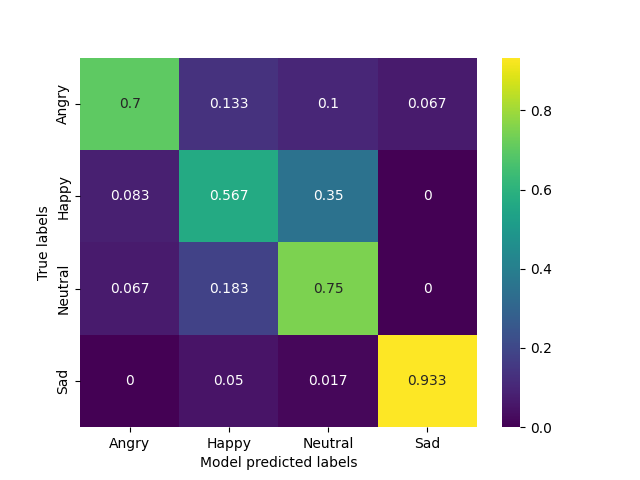 Angry 0.7 0.133 0.1 0.067
Happy 0.083 0.567 0.35 0
Neutral 0.067 0.183 0.75 0
Sad 0 0.05 0.017 0.933
Angry Happy Neutral Sad
Model predicted labels
True labels
0.8
0.6
0.4
0.2
0.0